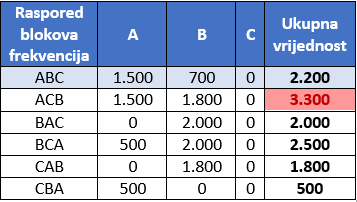 Raspored blokova frekvencija A B C Ukupna vrijednost
ABC 1.500 700 0 2.200
ACB 1.500 1.800 0 3.300
BAC 0 2.000 0 2.000
BCA 500 2.000 0 2.500
CAB 0 1.800 0 1.800
CBA 500 0 0 500